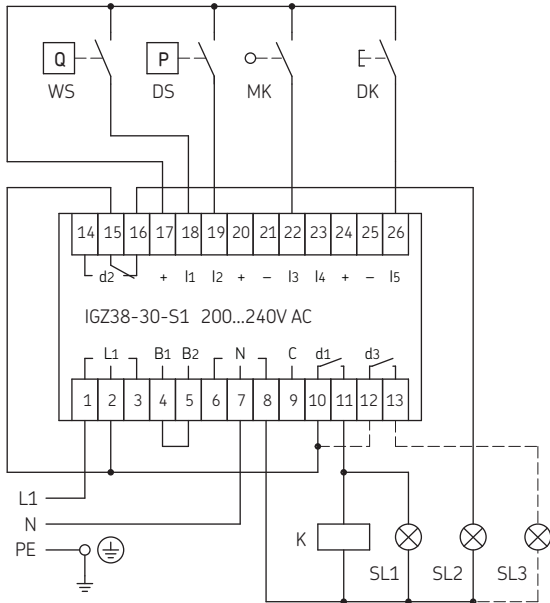 Q P
WS DS MK DK
14 15 16 17 18 19 20 21 22 23 24 25 26
d2 + I1 I2 + − I3 I4 + − I5
IGZ38-30-S1 200...240V AC
L1 B1 B2 N C d1 d3
1 2 3 4 5 6 7 8 9 10 11 12 13
L1
N
PE
K SL1 SL2 SL3